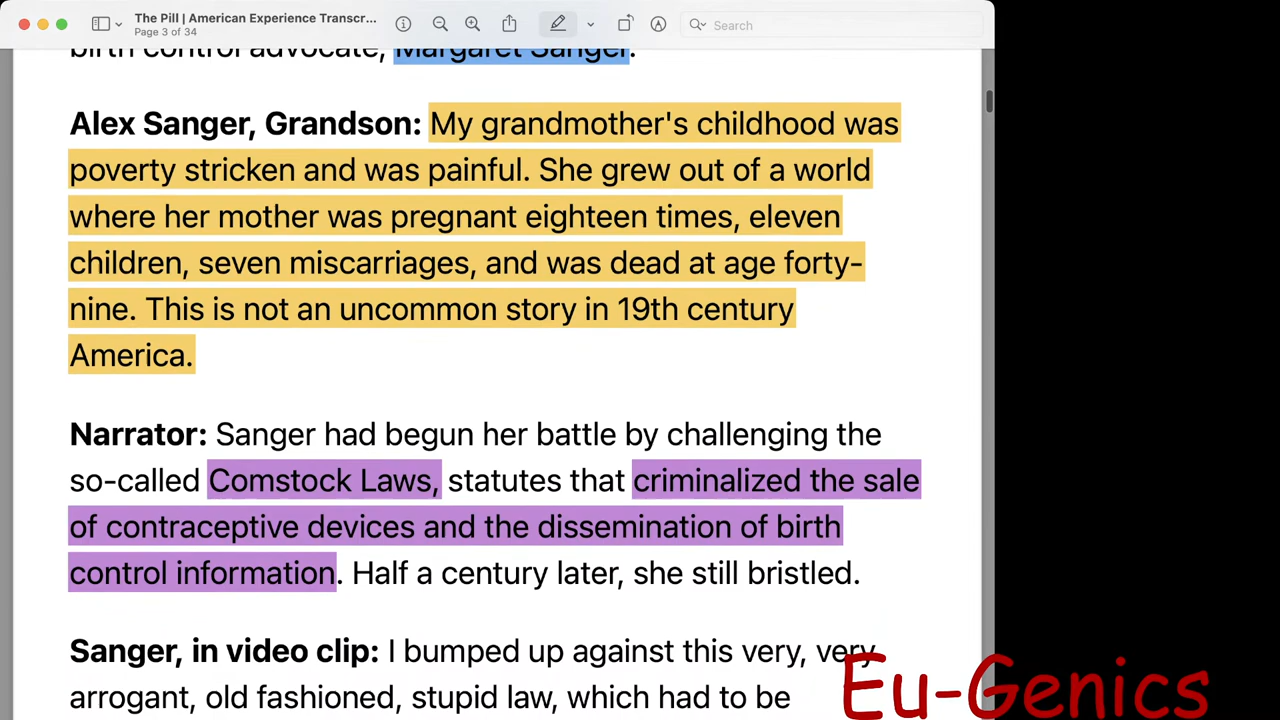 The Pill | American Experience Transcr...
Page 3 of 34
Search
birth control advocate, Margaret Sanger.
Alex Sanger, Grandson: My grandmother's childhood was
poverty stricken and was painful. She grew out of a world
where her mother was pregnant eighteen times, eleven
children, seven miscarriages, and was dead at age forty-
nine. This is not an uncommon story in 19th century
America.
Narrator: Sanger had begun her battle by challenging the
so-called Comstock Laws, statutes that criminalized the sale
of contraceptive devices and the dissemination of birth
control information. Half a century later, she still bristled.
Sanger, in video clip: I bumped up against this very, very
arrogant, old fashioned, stupid law, which had to be
Eu-Genics